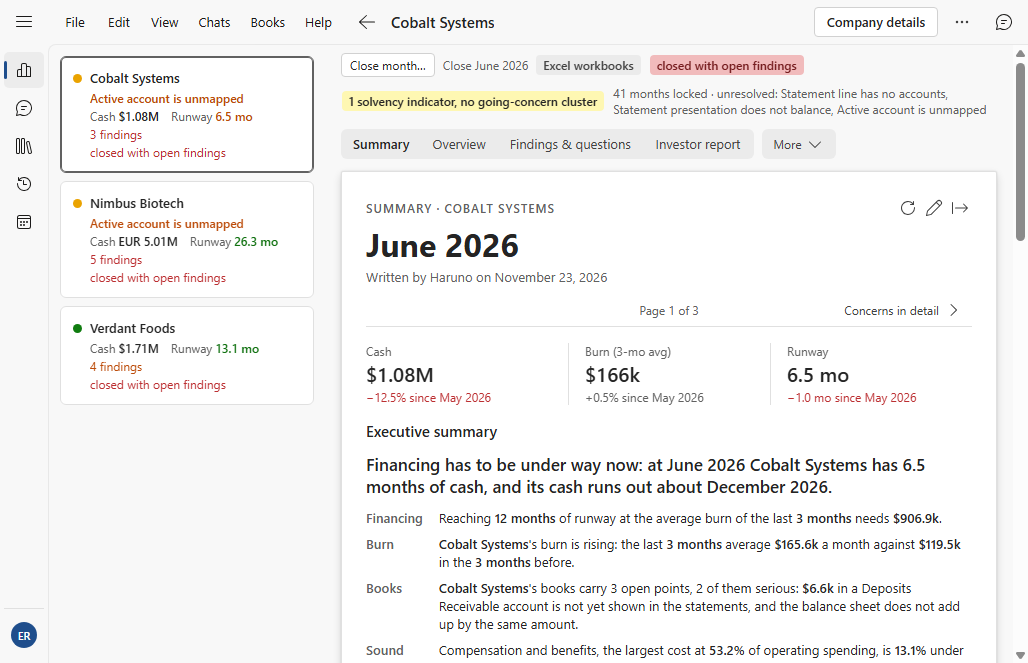 File Edit View Chats Books Help
Cobalt Systems
Company details
Cobalt Systems
Active account is unmapped
Cash $1.08M Runway 6.5 mo
3 findings
closed with open findings
Nimbus Biotech
Active account is unmapped
Cash EUR 5.01M Runway 26.3 mo
5 findings
closed with open findings
Verdant Foods
Cash $1.71M Runway 13.1 mo
4 findings
closed with open findings
ER
Close month... Close June 2026 Excel workbooks closed with open findings
1 solvency indicator, no going-concern cluster
41 months locked · unresolved: Statement line has no accounts,
Statement presentation does not balance, Active account is unmapped
Summary Overview Findings & questions Investor report More
SUMMARY · COBALT SYSTEMS
June 2026
Written by Haruno on November 23, 2026
Page 1 of 3 Concerns in detail
Cash
$1.08M
−12.5% since May 2026
Burn (3-mo avg)
$166k
+0.5% since May 2026
Runway
6.5 mo
−1.0 mo since May 2026
Executive summary
Financing has to be under way now: at June 2026 Cobalt Systems has 6.5
months of cash, and its cash runs out about December 2026.
Financing Reaching 12 months of runway at the average burn of the last 3 months needs $906.9k.
Burn Cobalt Systems's burn is rising: the last 3 months average $165.6k a month against $119.5k
in the 3 months before.
Books Cobalt Systems's books carry 3 open points, 2 of them serious: $6.6k in a Deposits
Receivable account is not yet shown in the statements, and the balance sheet does not add
up by the same amount.
Sound Compensation and benefits, the largest cost at 53.2% of operating spending, is 13.1% under